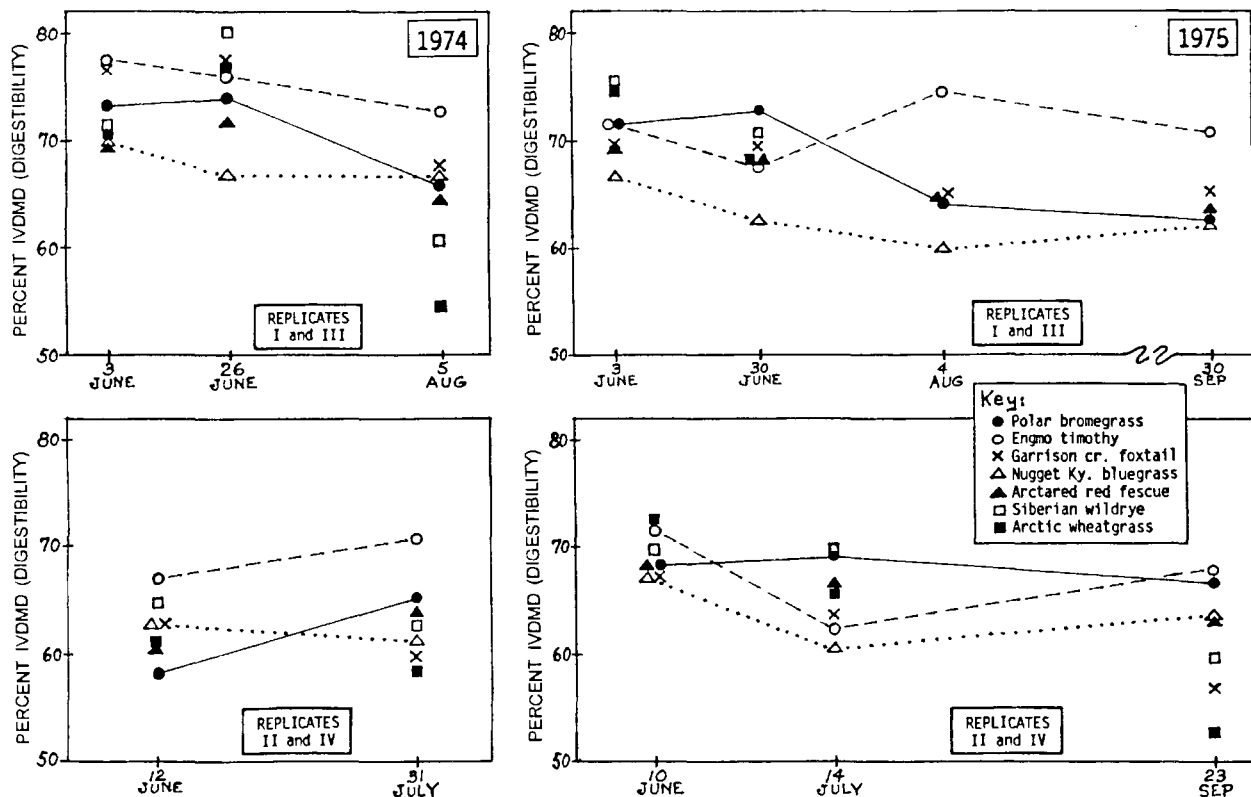 1974
PERCENT IVDMD (DIGESTIBILITY)
80
70
60
50
REPLICATES
I and III
3
JUNE
26
JUNE
5
AUG
1975
PERCENT IVDMD (DIGESTIBILITY)
80
70
60
50
REPLICATES
I and III
3
JUNE
30
JUNE
4
AUG
30
SEP
Key:
Polar bromegrass
Engmo timothy
Garrison cr. foxtail
Nugget Ky. bluegrass
Arctared red fescue
Siberian wildrye
Arctic wheatgrass
PERCENT IVDMD (DIGESTIBILITY)
80
70
60
50
REPLICATES
II and IV
12
JUNE
31
JULY
PERCENT IVDMD (DIGESTIBILITY)
80
70
60
50
REPLICATES
II and IV
10
JUNE
14
JULY
23
SEP